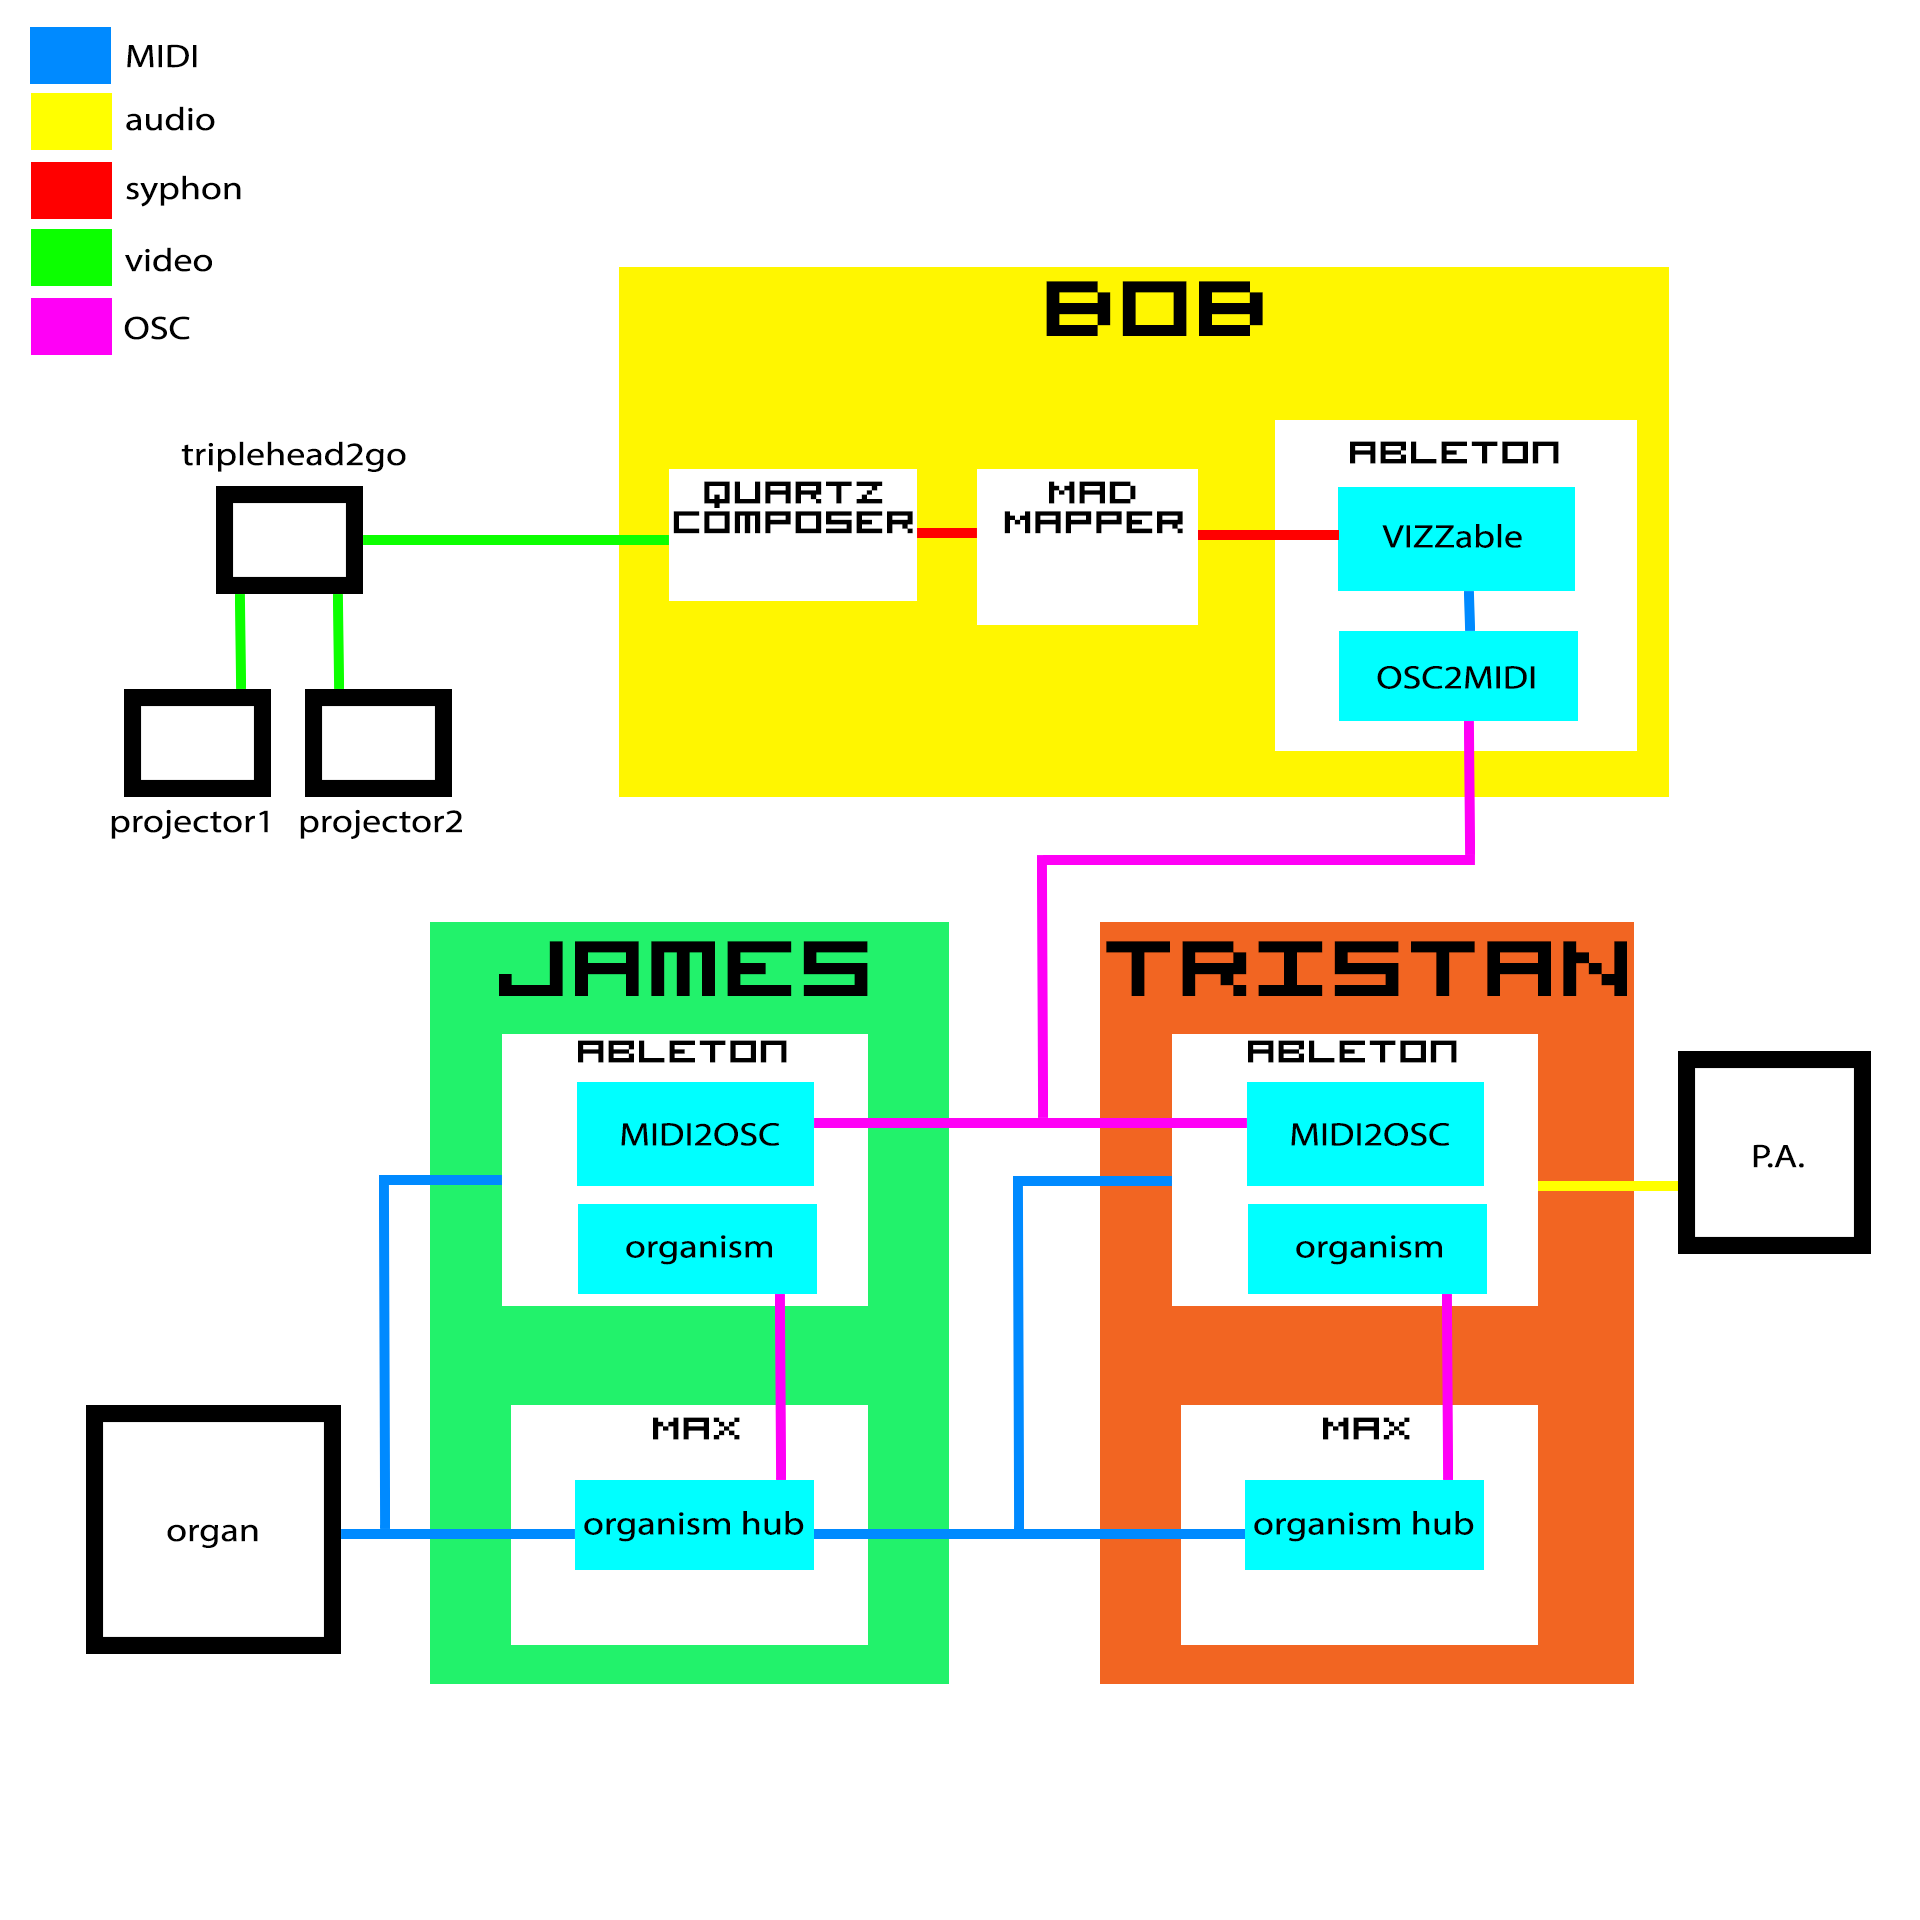 MIDI
audio
syphon
video
OSC
BOB
triplehead2go
QUARTZ
COMPOSER
MAD
MAPPER
ABLETON
VIZZable
OSC2MIDI
projector1
projector2
JAMES
ABLETON
MIDI2OSC
organism
MAX
organism hub
TRISTAN
ABLETON
MIDI2OSC
organism
MAX
organism hub
P.A.
organ